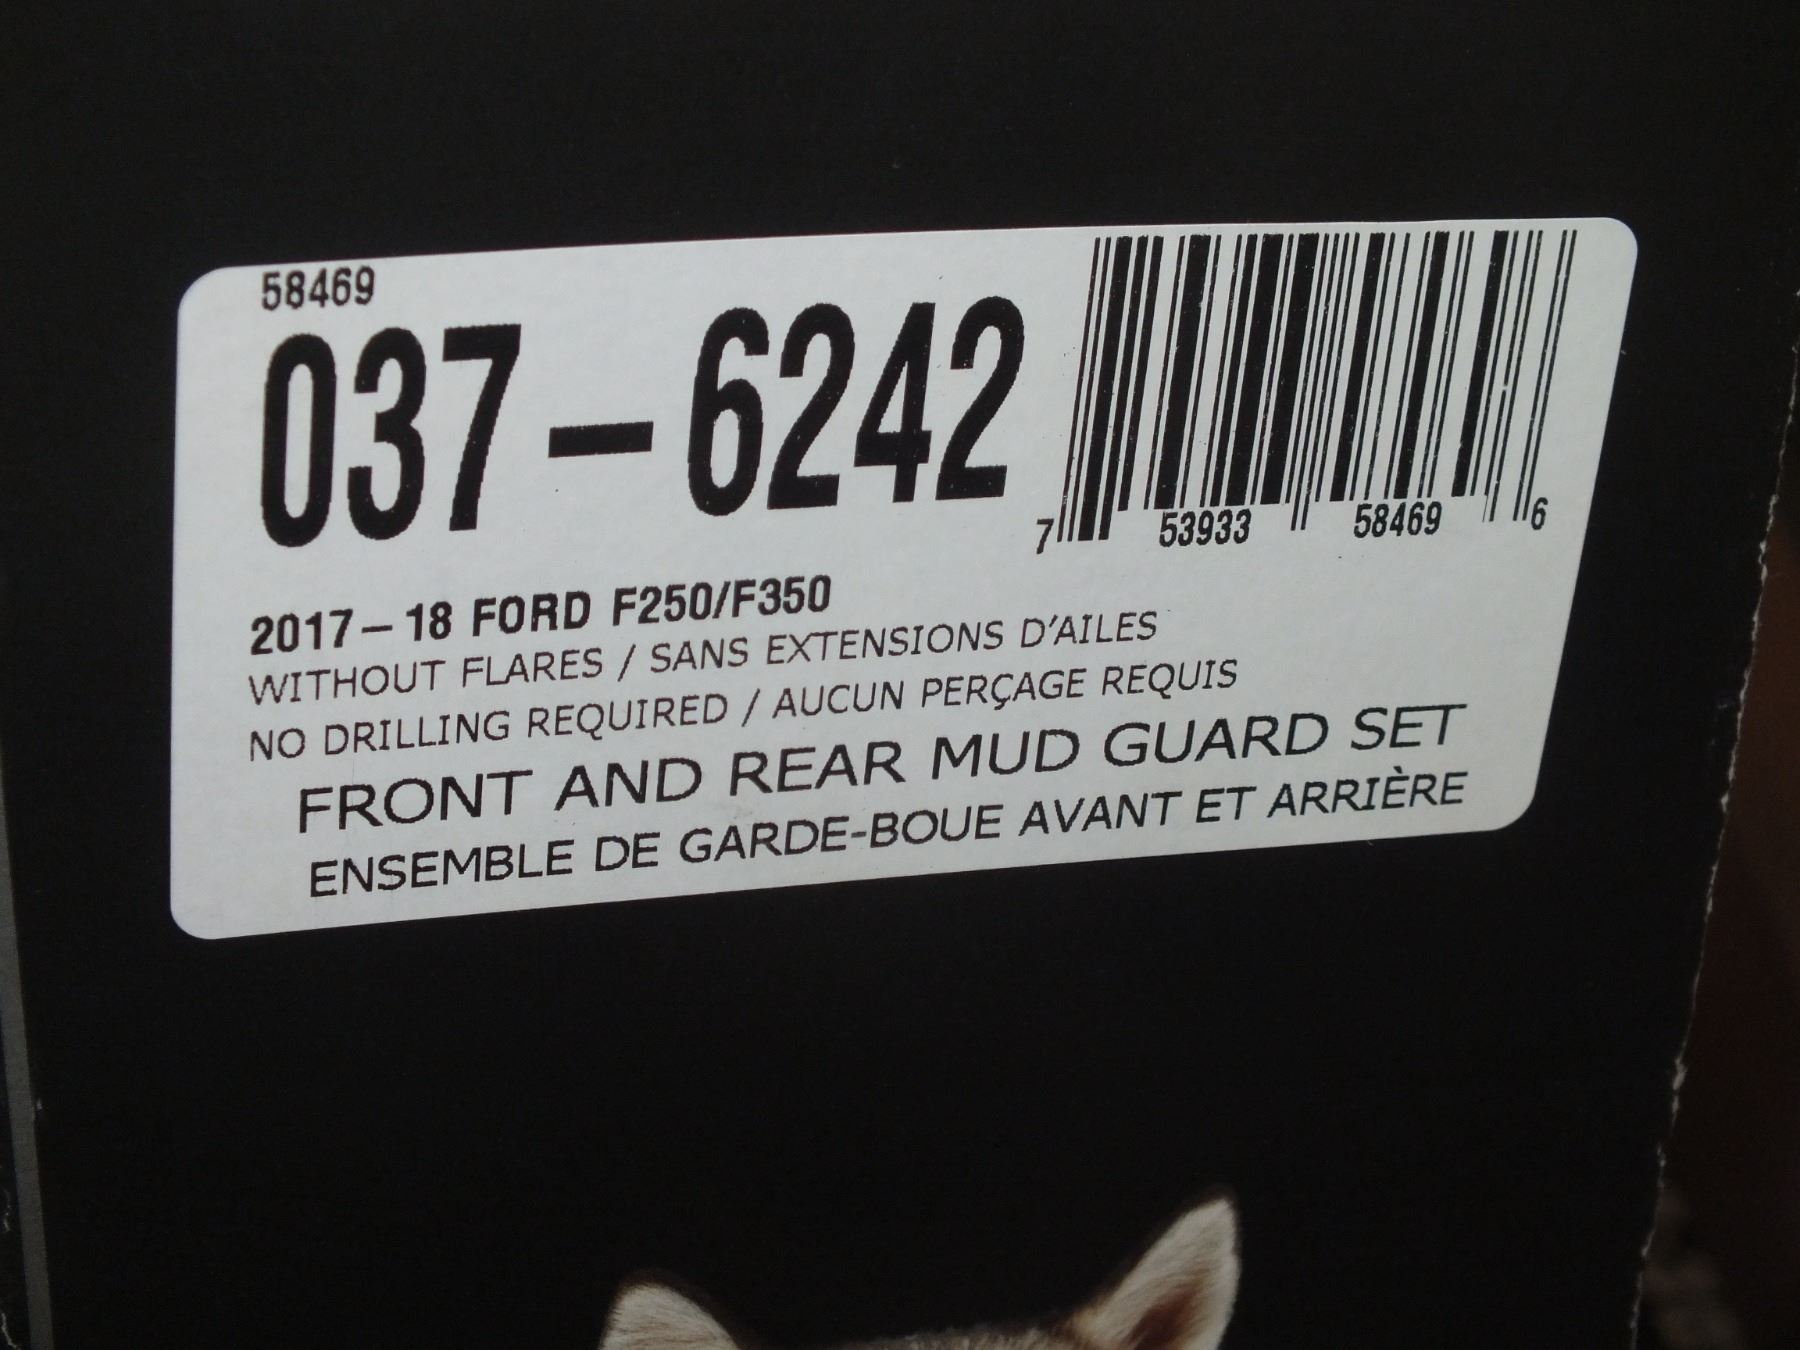 58469
037-6242
7 53933 58469 6
2017-18 FORD F250/F350
WITHOUT FLARES / SANS EXTENSIONS D'AILES
NO DRILLING REQUIRED / AUCUN PERÇAGE REQUIS
FRONT AND REAR MUD GUARD SET
ENSEMBLE DE GARDE-BOUE AVANT ET ARRIÈRE